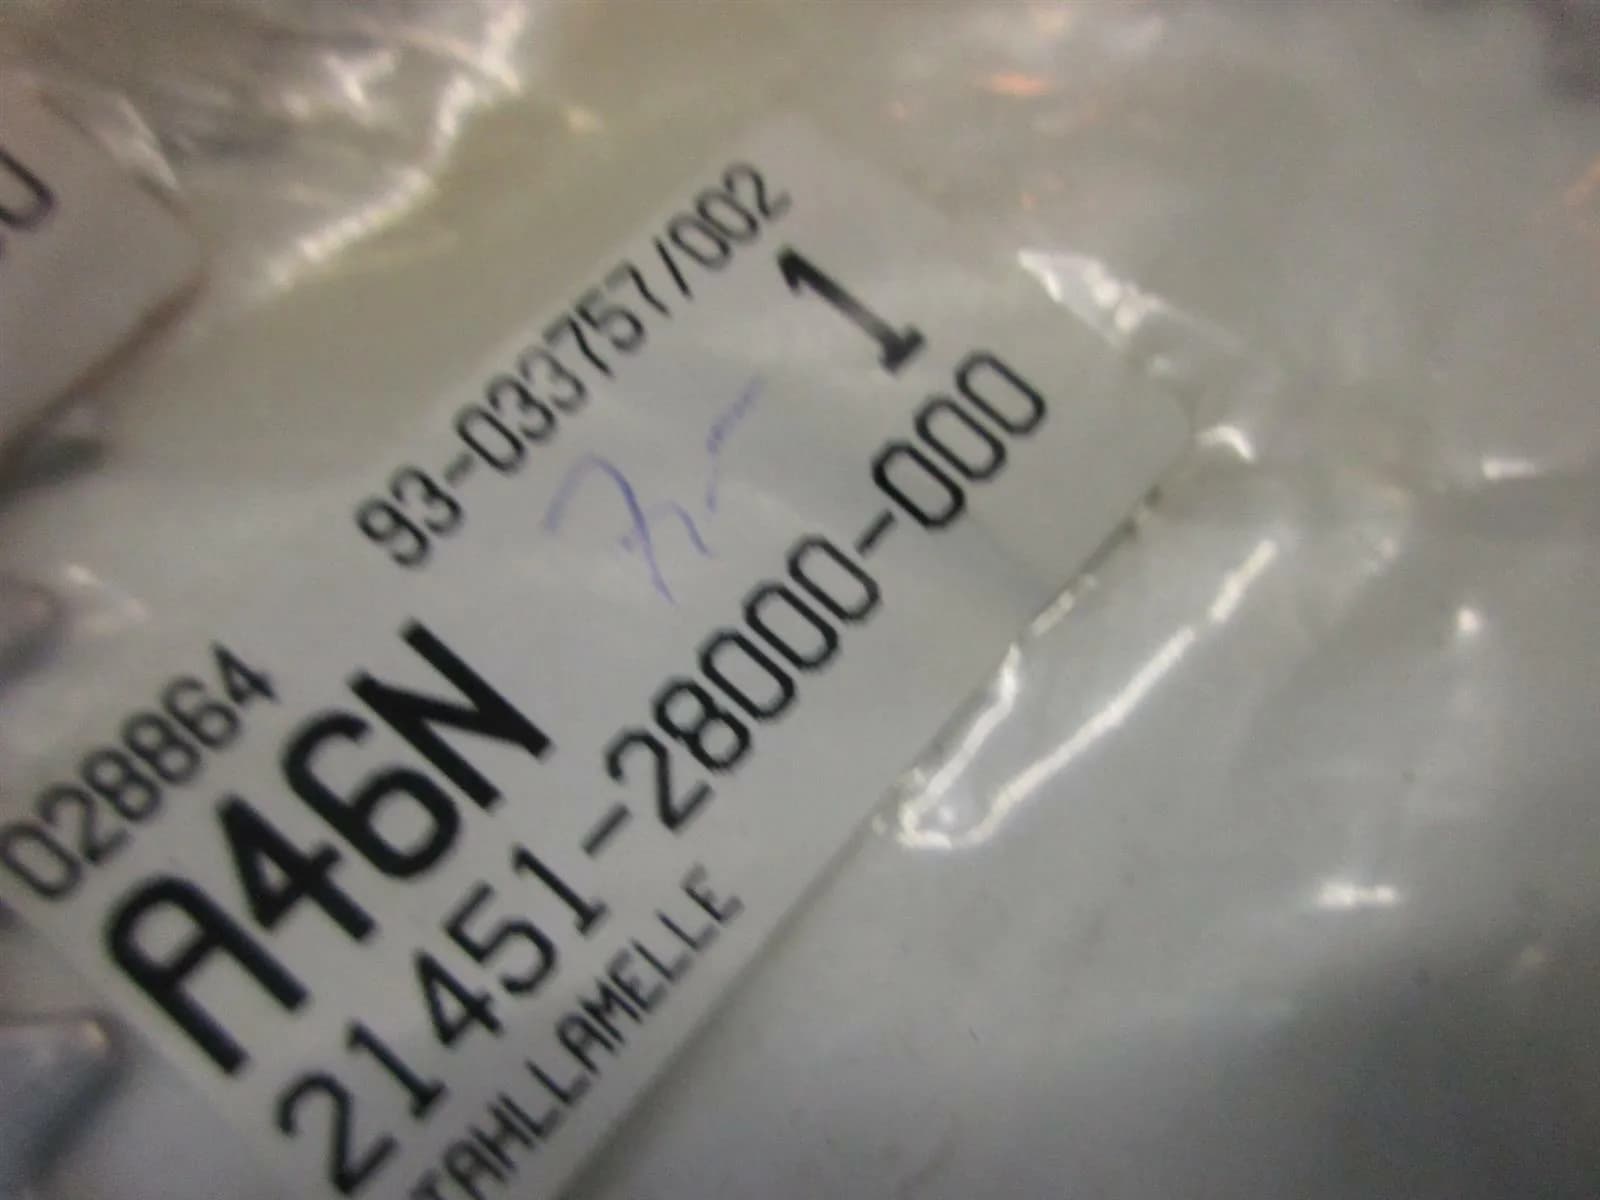 028864 93-033757/002
A46N 1
21451-28000-000
TAHLLAMELLE